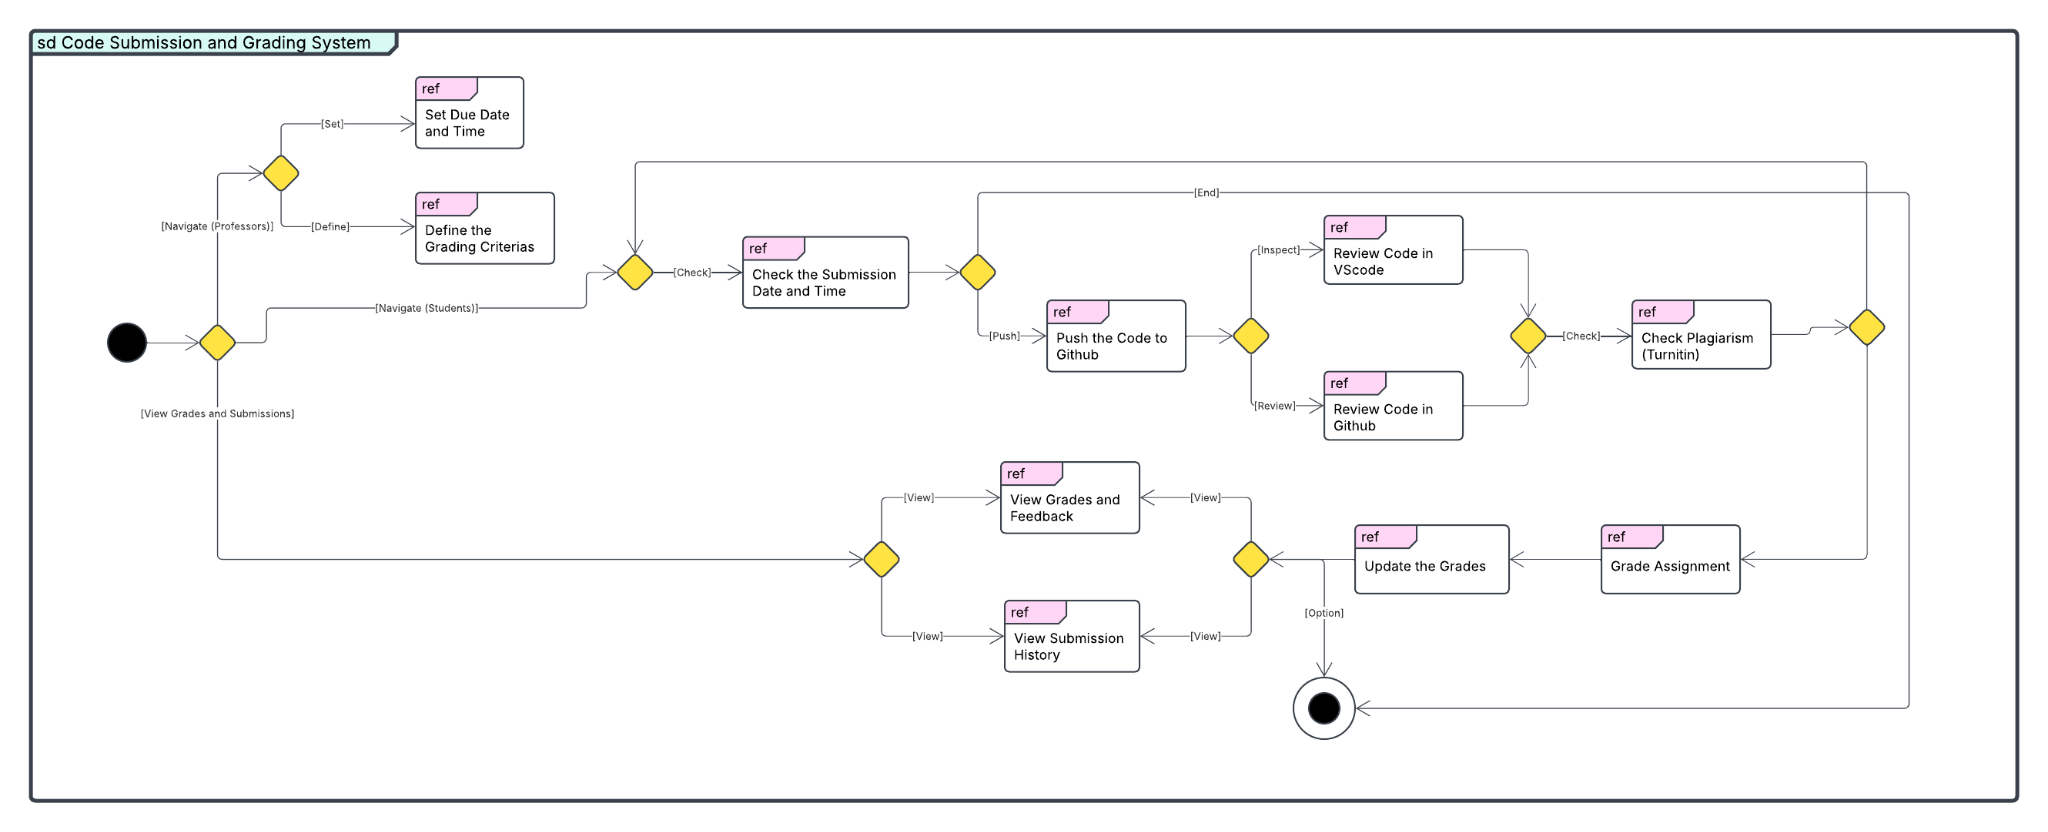 sd Code Submission and Grading System
ref
Set Due Date
and Time
[Set]
ref
Define the
Grading Criterias
[Navigate (Professors)]
[Define]
[End]
ref
Review Code in
VScode
[Inspect]
ref
Check the Submission
Date and Time
[Check]
[Navigate (Students)]
ref
Push the Code to
Github
[Push]
ref
Check Plagiarism
(Turnitin)
[Check]
ref
Review Code in
Github
[Review]
[View Grades and Submissions]
ref
View Grades and
Feedback
[View]
[View]
ref
Update the Grades
ref
Grade Assignment
ref
View Submission
History
[View]
[View]
[Option]